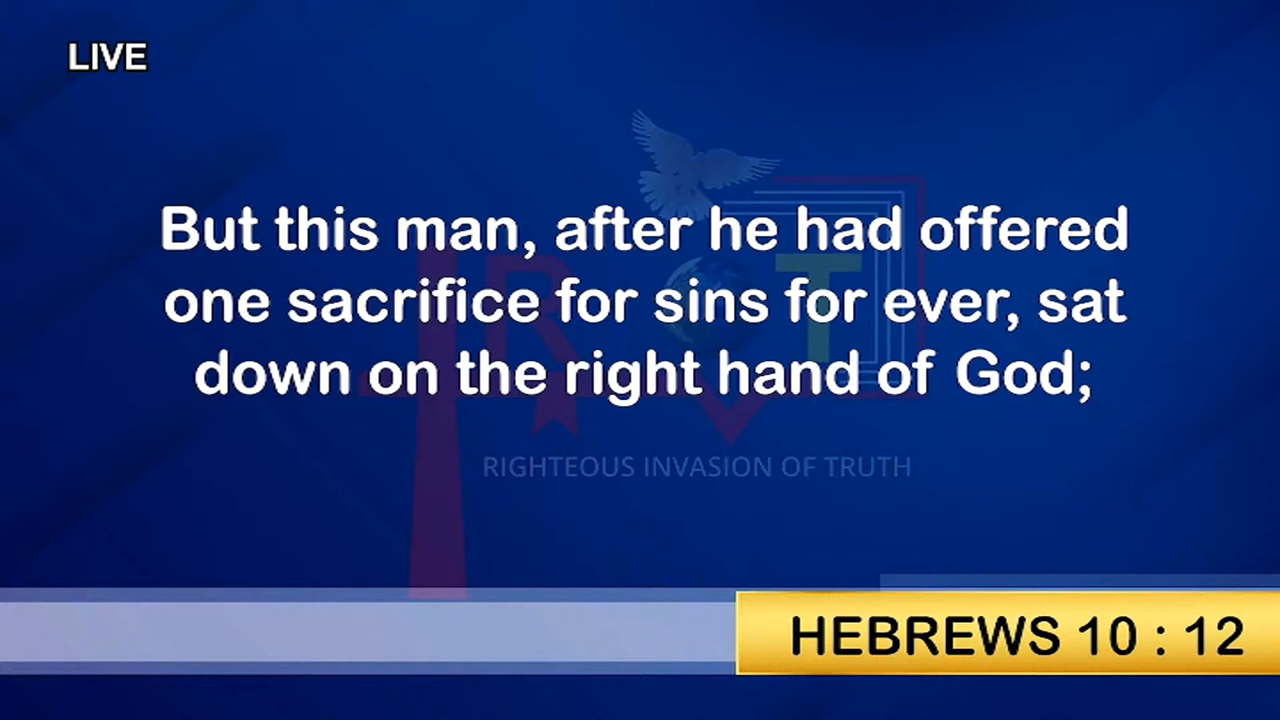 LIVE
But this man, after he had offered
one sacrifice for sins for ever, sat
down on the right hand of God;
R T
RIGHTEOUS INVASION OF TRUTH
HEBREWS 10 : 12